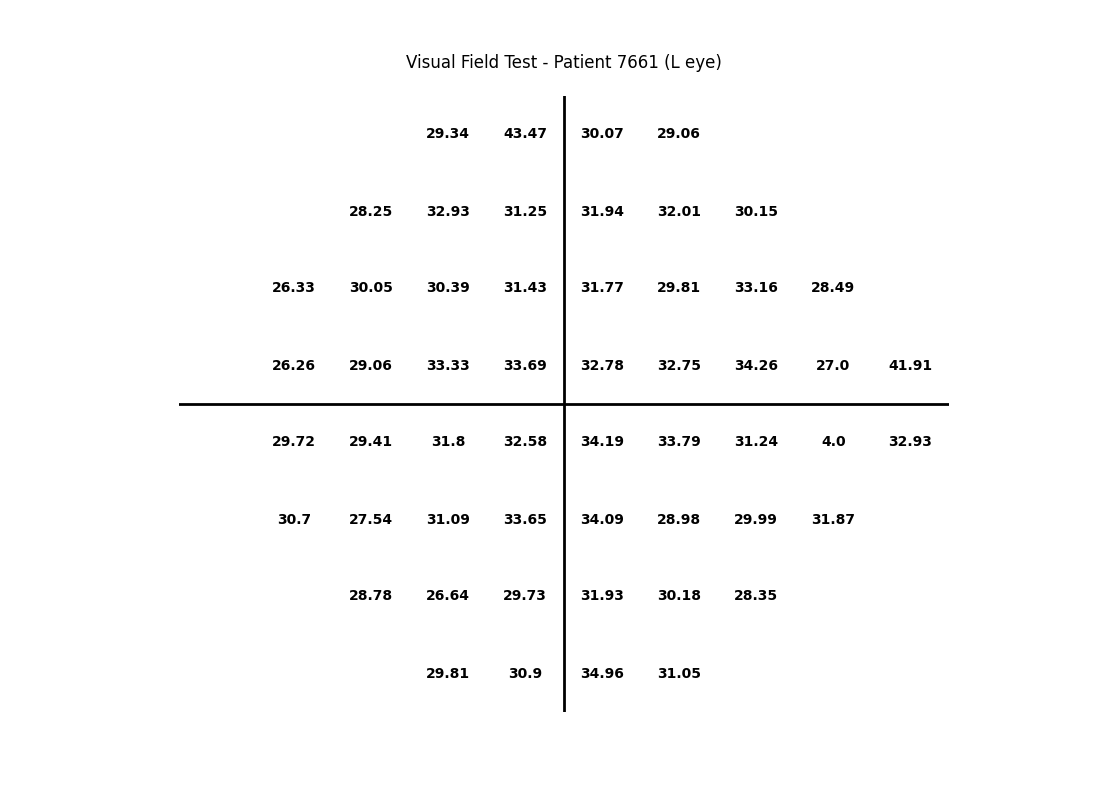 Visual Field Test - Patient 7661 (L eye)
29.34 43.47 30.07 29.06
28.25 32.93 31.25 31.94 32.01 30.15
26.33 30.05 30.39 31.43 31.77 29.81 33.16 28.49
26.26 29.06 33.33 33.69 32.78 32.75 34.26 27.0 41.91
29.72 29.41 31.8 32.58 34.19 33.79 31.24 4.0 32.93
30.7 27.54 31.09 33.65 34.09 28.98 29.99 31.87
28.78 26.64 29.73 31.93 30.18 28.35
29.81 30.9 34.96 31.05